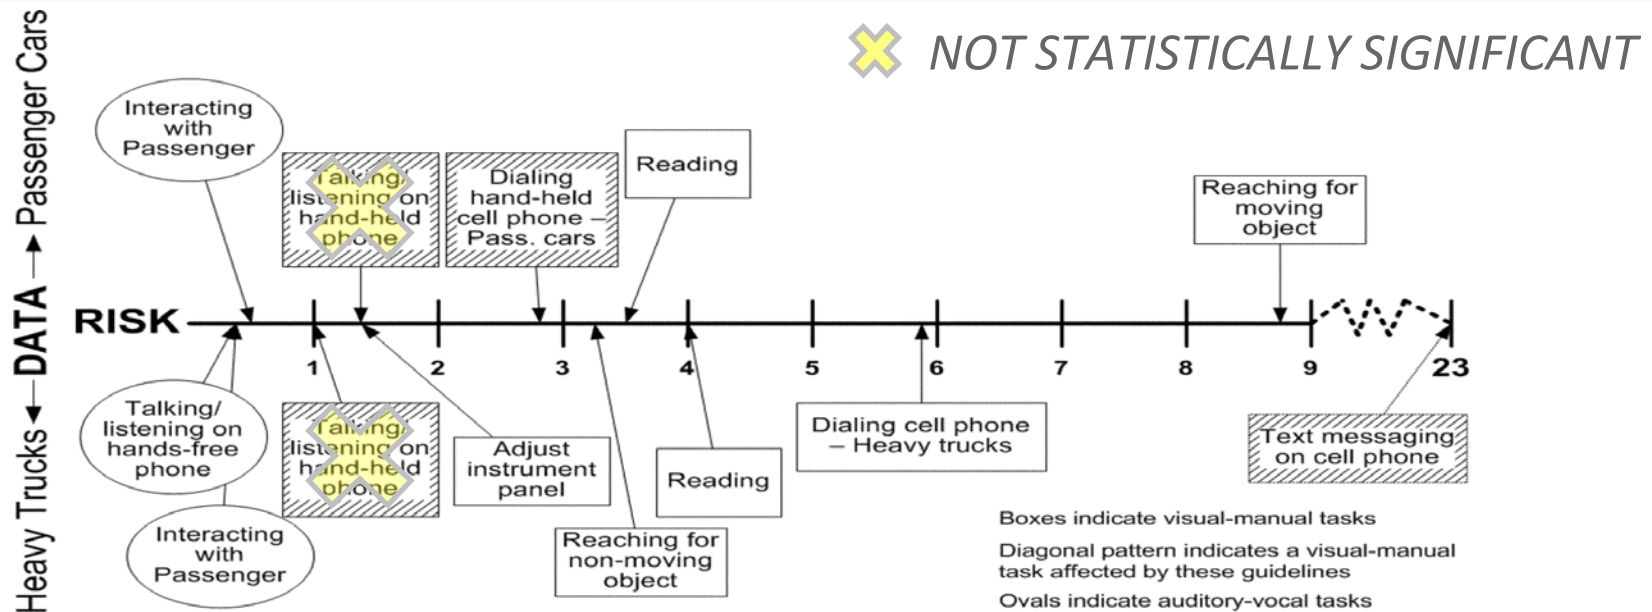 NOT STATISTICALLY SIGNIFICANT
Heavy Trucks DATA Passenger Cars
Interacting
with
Passenger
Talking/
listening on
hand-held
phone
Dialing
hand-held
cell phone –
Pass. cars
Reading
Reaching for
moving
object
RISK
1
2
3
4
5
6
7
8
9
23
Talking/
listening on
hands-free
phone
Interacting
with
Passenger
Talking/
listening on
hand-held
phone
Adjust
instrument
panel
Reaching for
non-moving
object
Reading
Dialing cell phone
– Heavy trucks
Text messaging
on cell phone
Boxes indicate visual-manual tasks
Diagonal pattern indicates a visual-manual
task affected by these guidelines
Ovals indicate auditory-vocal tasks